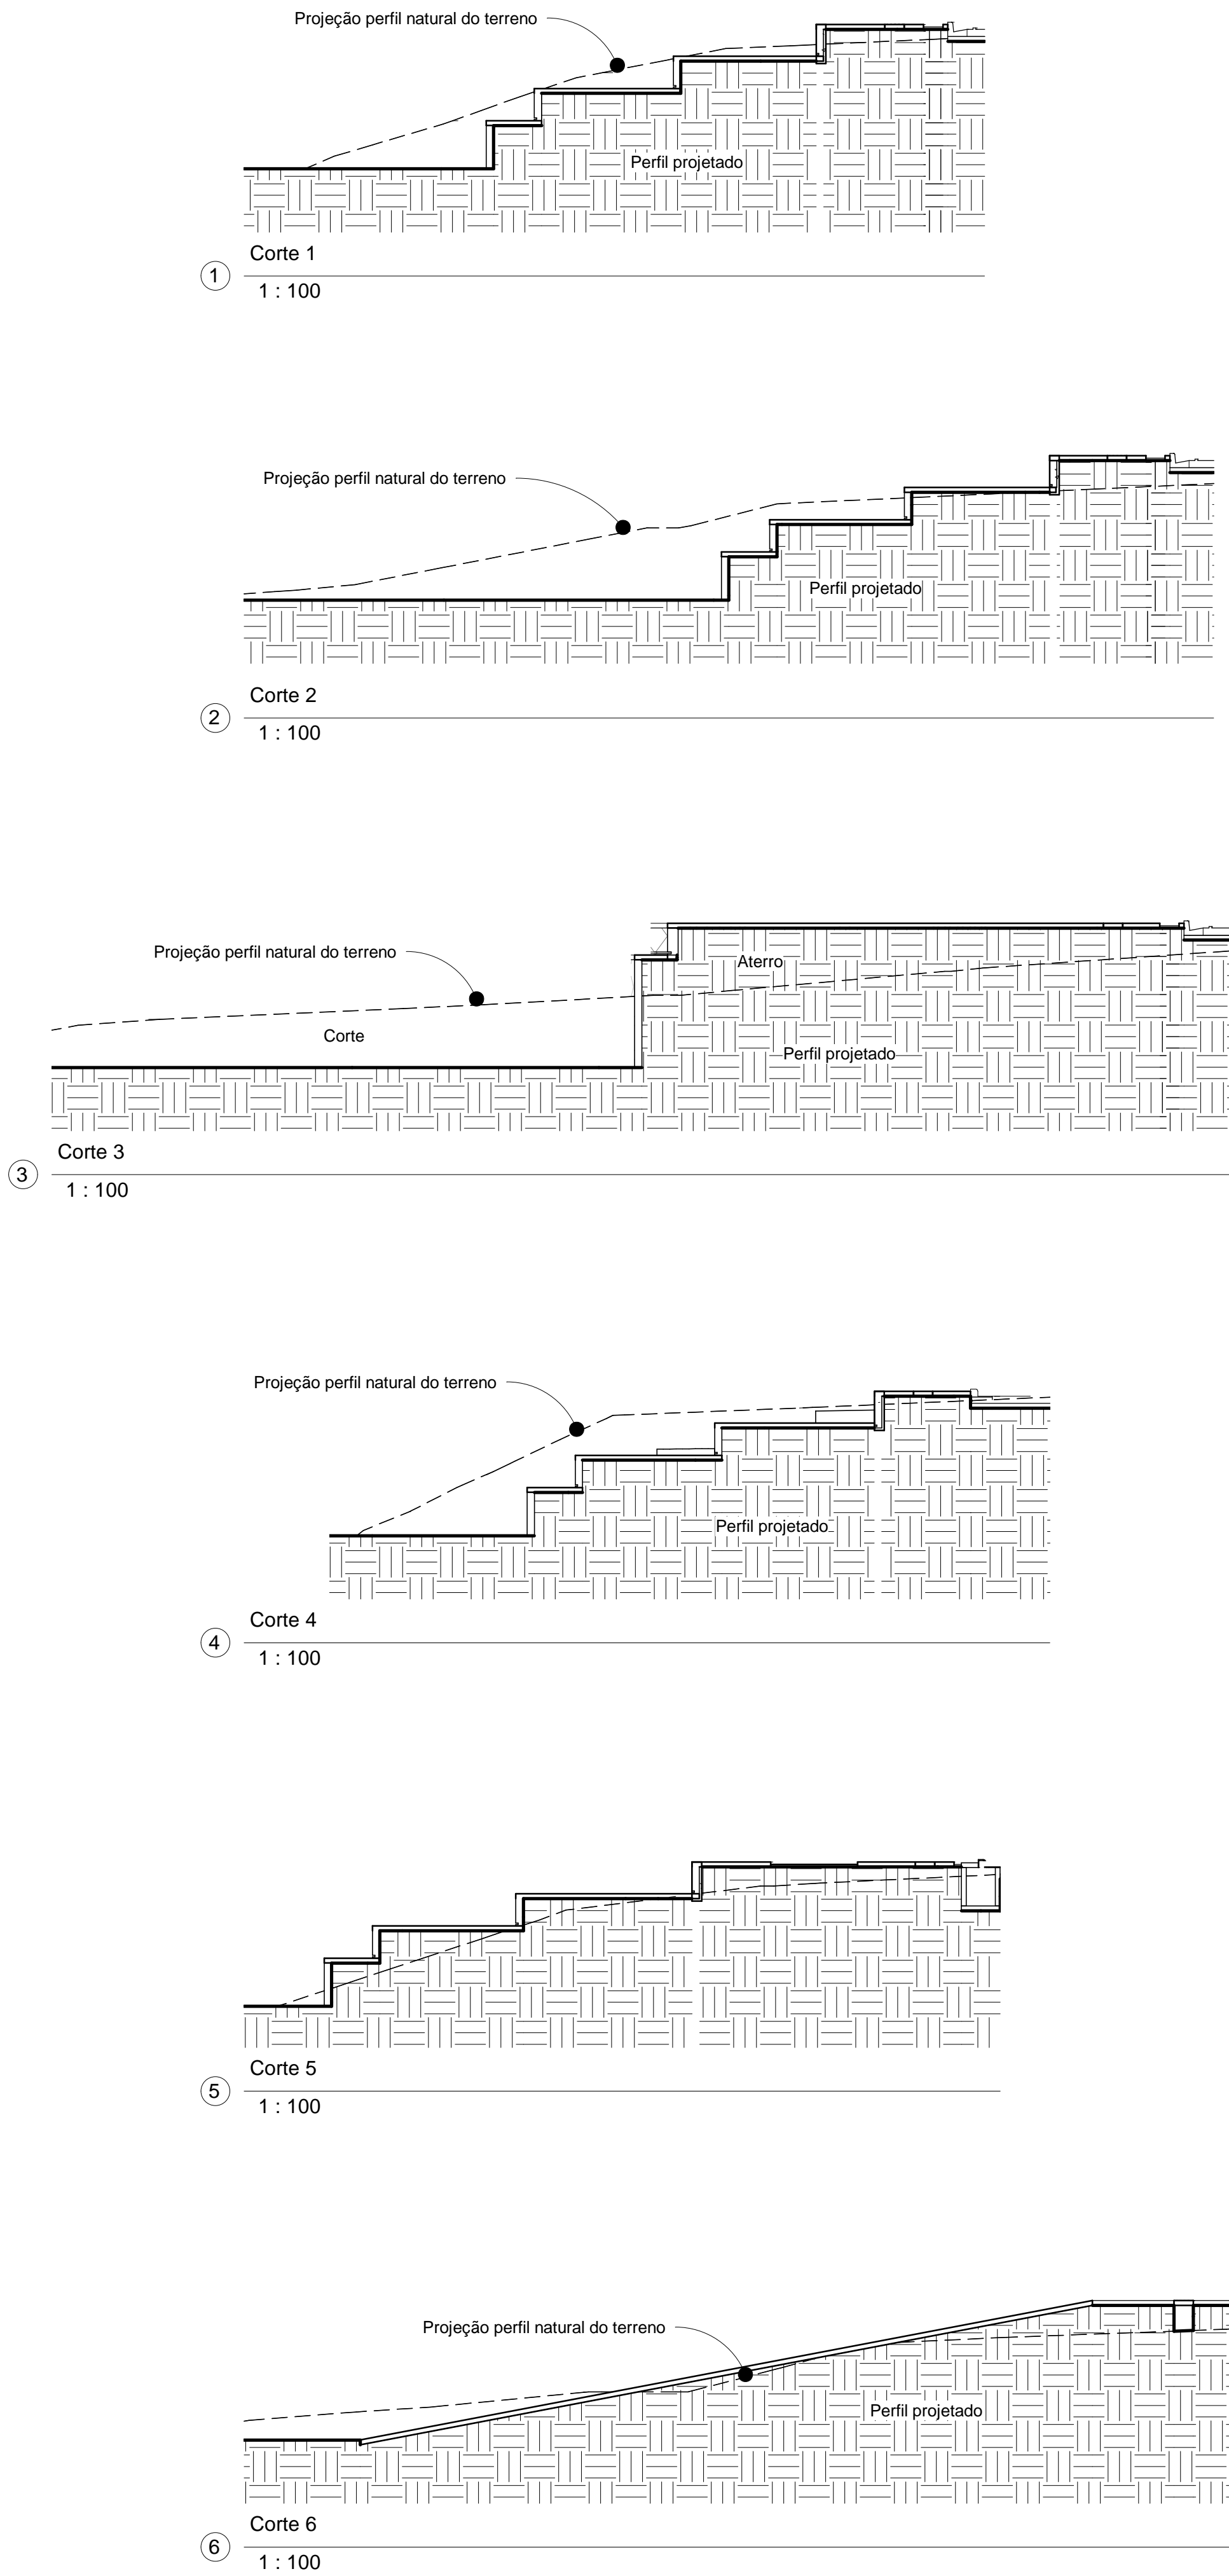 Projeção perfil natural do terreno
Perfil projetado
Corte 1
1
1 : 100
Projeção perfil natural do terreno
Perfil projetado
Corte 2
2
1 : 100
Projeção perfil natural do terreno
Aterro
Corte
Perfil projetado
Corte 3
3
1 : 100
Projeção perfil natural do terreno
Perfil projetado
Corte 4
4
1 : 100
Corte 5
5
1 : 100
Projeção perfil natural do terreno
Perfil projetado
Corte 6
6
1 : 100